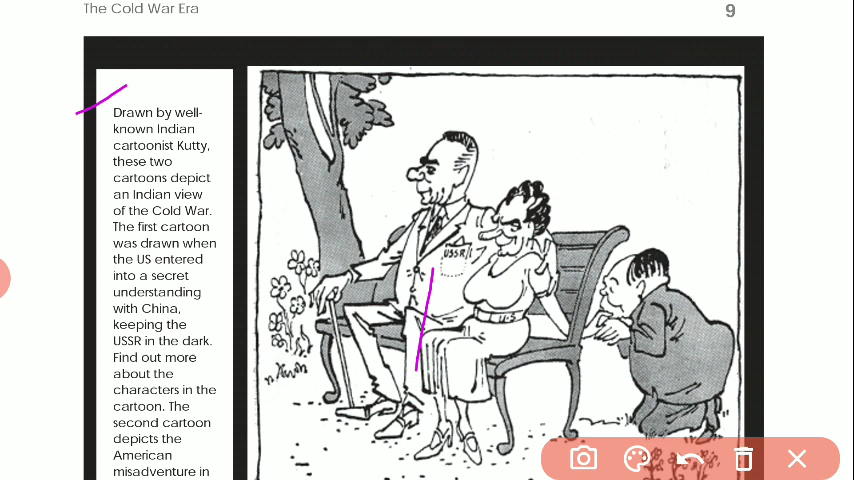 The Cold War Era
9
Drawn by well-
known Indian
cartoonist Kutty,
these two
cartoons depict
an Indian view
of the Cold War.
The first cartoon
was drawn when
the US entered
into a secret
understanding
with China,
keeping the
USSR in the dark.
Find out more
about the
characters in the
cartoon. The
second cartoon
depicts the
American
misadventure in
USSR
U.S